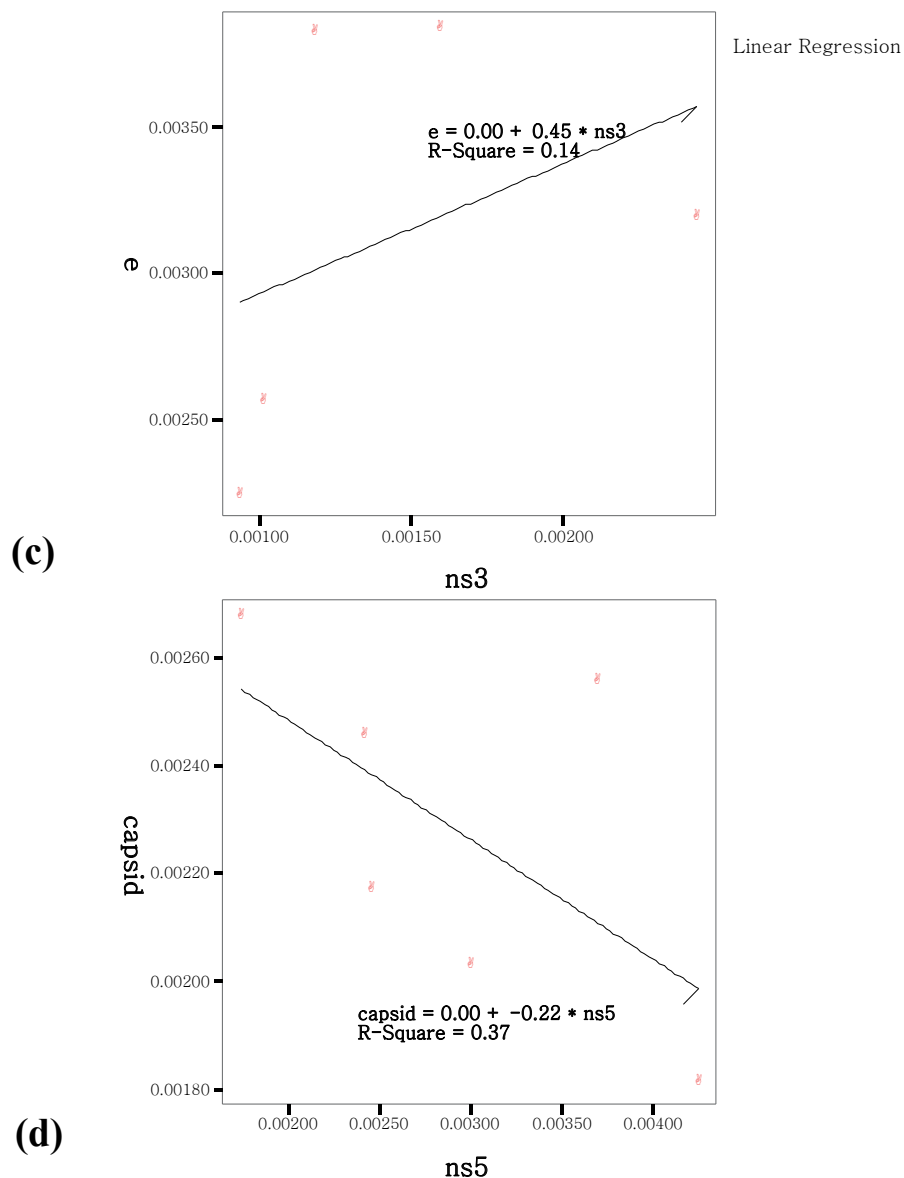 Linear Regression
e = 0.00 + 0.45 * ns3
R-Square = 0.14
0.00350
e
0.00300
0.00250
0.00100 0.00150 0.00200
(c)
ns3
0.00260
0.00240
capsid
0.00220
0.00200
capsid = 0.00 + -0.22 * ns5
R-Square = 0.37
0.00180
0.00200 0.00250 0.00300 0.00350 0.00400
(d)
ns5